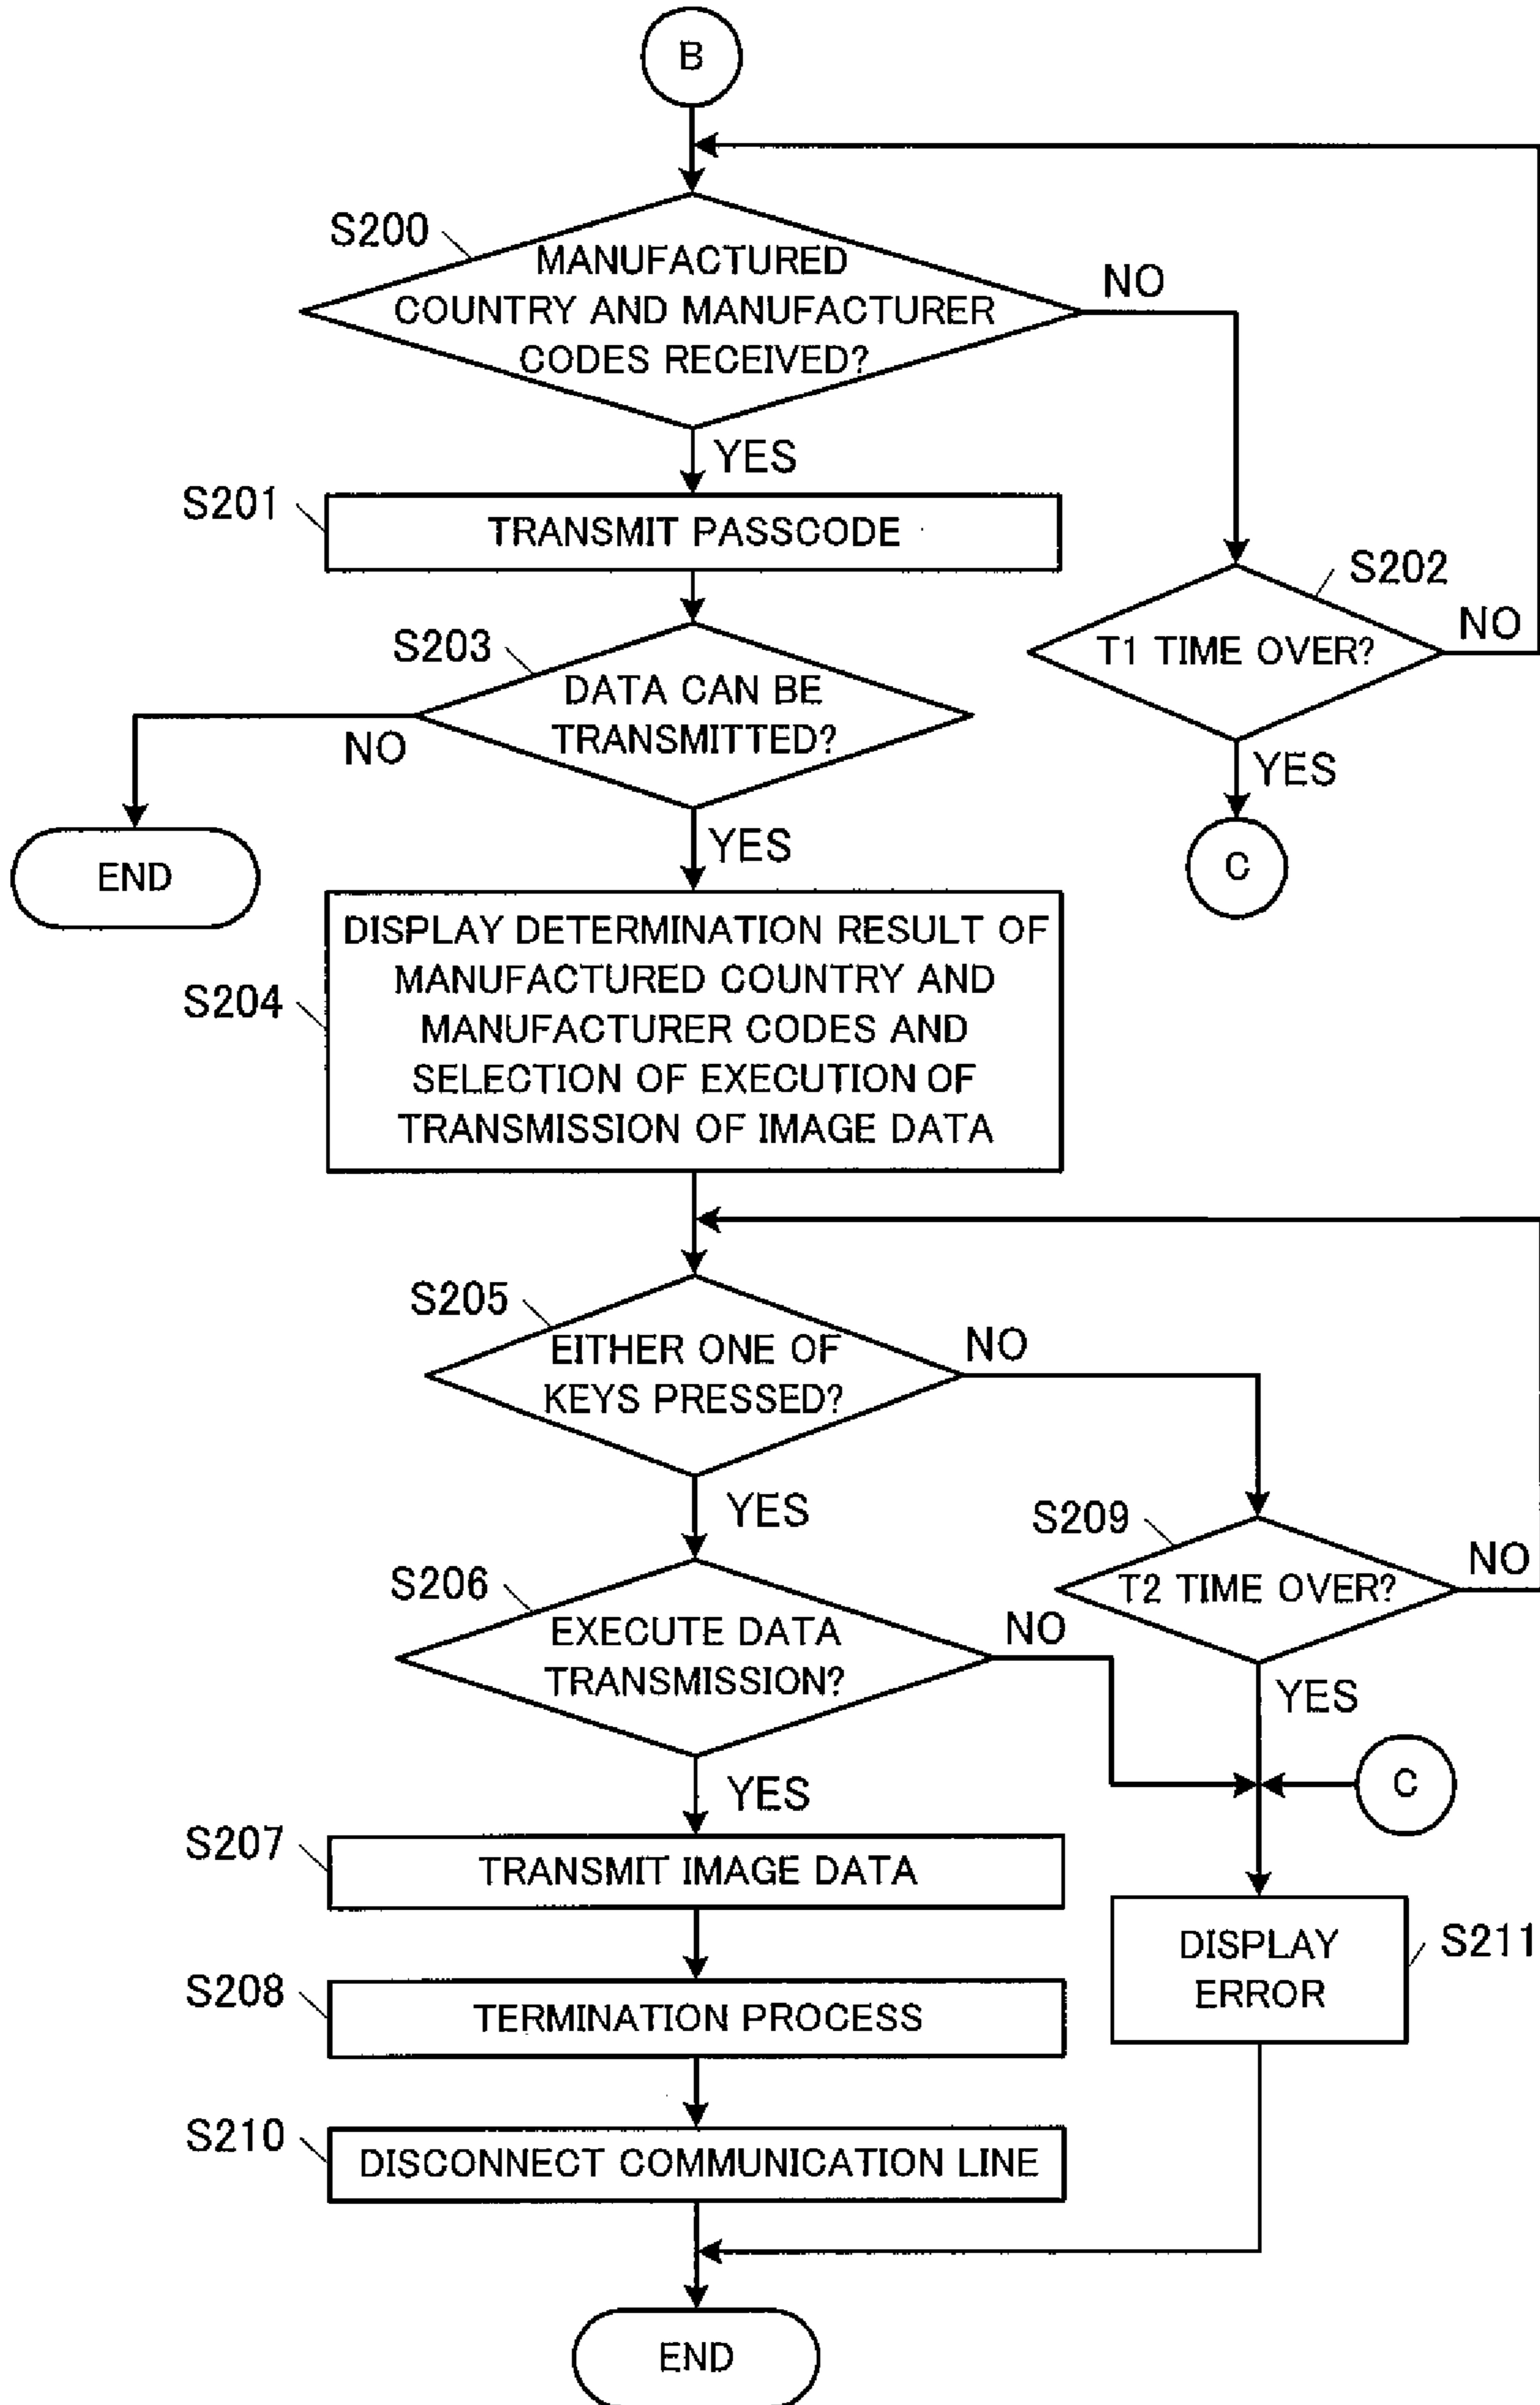 B
S200
MANUFACTURED
COUNTRY AND MANUFACTURER
CODES RECEIVED?
NO
YES
S201
TRANSMIT PASSCODE
S202
T1 TIME OVER?
NO
YES
C
S203
DATA CAN BE
TRANSMITTED?
NO
END
YES
S204
DISPLAY DETERMINATION RESULT OF
MANUFACTURED COUNTRY AND
MANUFACTURER CODES AND
SELECTION OF EXECUTION OF
TRANSMISSION OF IMAGE DATA
S205
EITHER ONE OF
KEYS PRESSED?
NO
YES
S209
T2 TIME OVER?
NO
YES
S206
EXECUTE DATA
TRANSMISSION?
NO
YES
C
S207
TRANSMIT IMAGE DATA
S211
DISPLAY
ERROR
S208
TERMINATION PROCESS
S210
DISCONNECT COMMUNICATION LINE
END